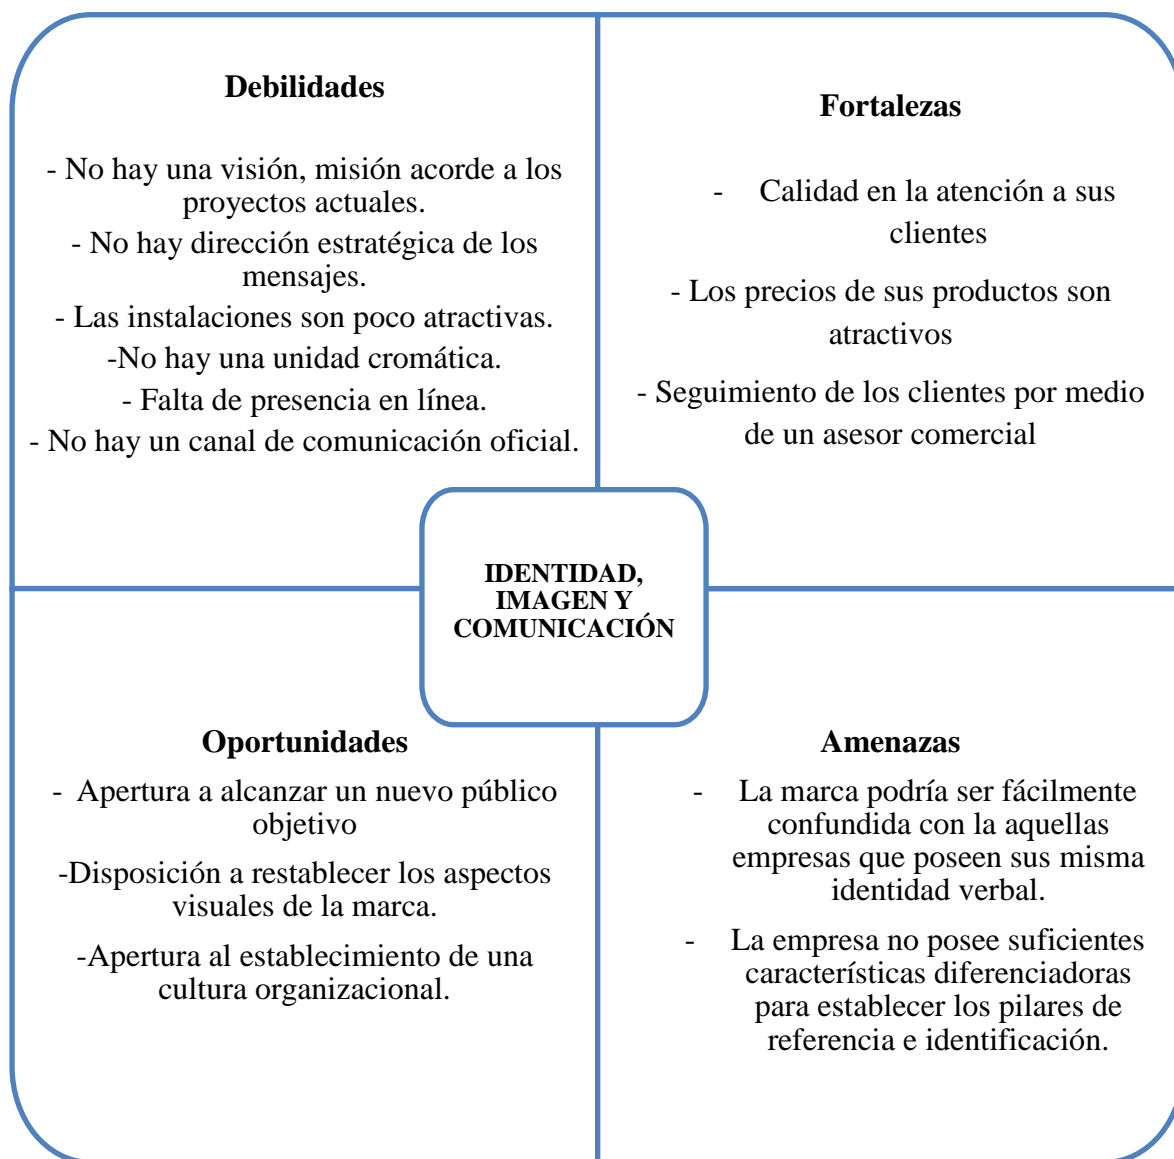 Debilidades
- No hay una visión, misión acorde a los
proyectos actuales.
- No hay dirección estratégica de los
mensajes.
- Las instalaciones son poco atractivas.
-No hay una unidad cromática.
- Falta de presencia en línea.
- No hay un canal de comunicación oficial.
Fortalezas
- Calidad en la atención a sus
clientes
- Los precios de sus productos son
atractivos
- Seguimiento de los clientes por medio
de un asesor comercial
IDENTIDAD,
IMAGEN Y
COMUNICACIÓN
Oportunidades
- Apertura a alcanzar un nuevo público
objetivo
-Disposición a restablecer los aspectos
visuales de la marca.
-Apertura al establecimiento de una
cultura organizacional.
Amenazas
- La marca podría ser fácilmente
confundida con la aquellas
empresas que poseen sus misma
identidad verbal.
- La empresa no posee suficientes
características diferenciadoras
para establecer los pilares de
referencia e identificación.